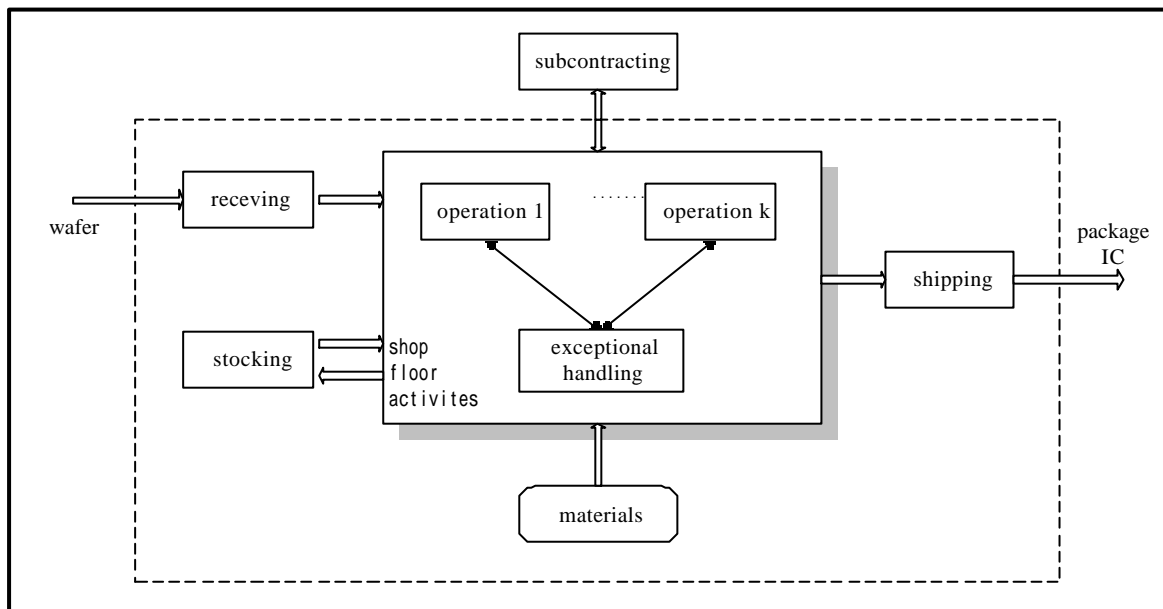 subcontracting
receving
wafer
operation 1
........
operation k
package
IC
shipping
stocking
shop
floor
activites
exceptional
handling
materials